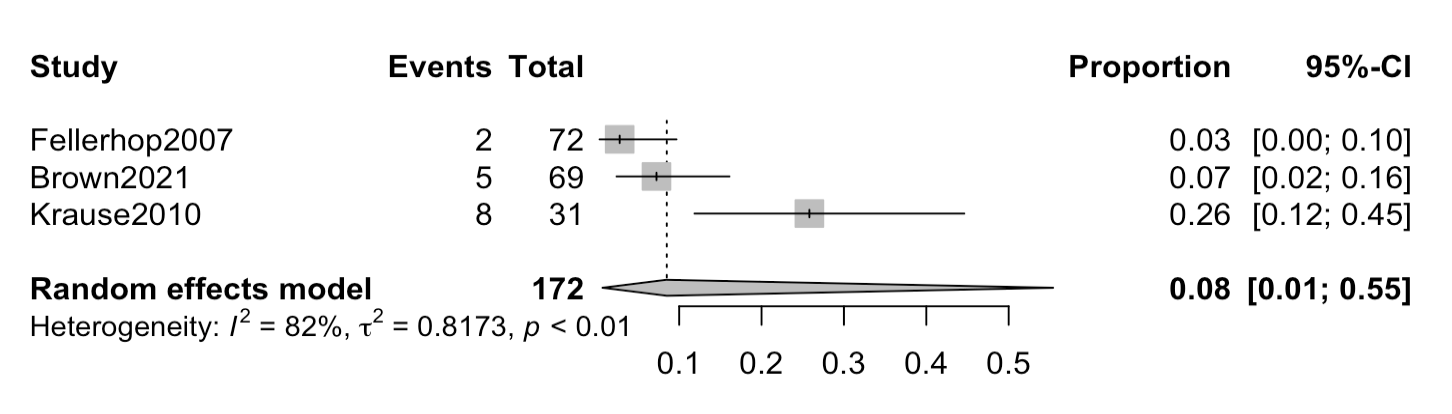 Study Events Total Proportion 95%-CI
Fellerhop2007 2 72 0.03 [0.00; 0.10]
Brown2021 5 69 0.07 [0.02; 0.16]
Krause2010 8 31 0.26 [0.12; 0.45]
Random effects model 172 0.08 [0.01; 0.55]
Heterogeneity: I² = 82%, τ² = 0.8173, p < 0.01
0.1 0.2 0.3 0.4 0.5